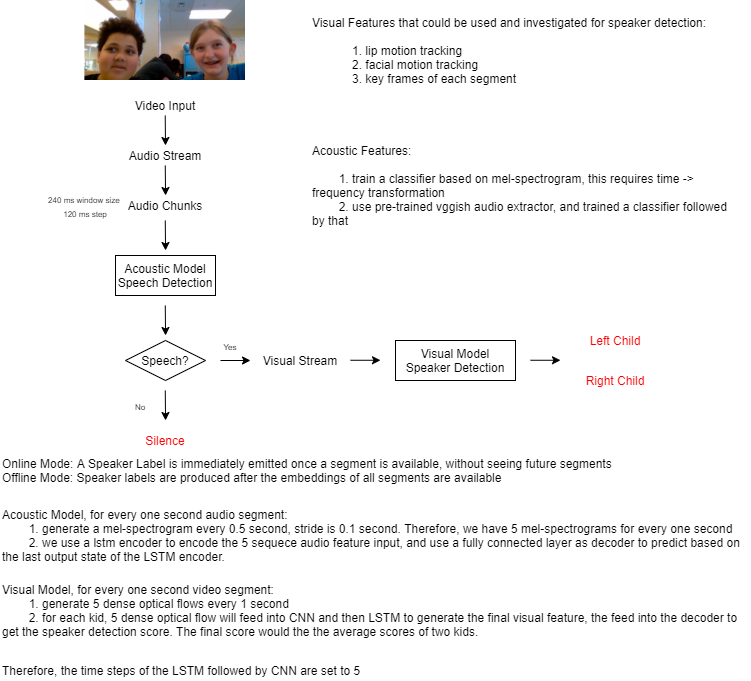 Visual Features that could be used and investigated for speaker detection:
1. lip motion tracking
2. facial motion tracking
3. key frames of each segment
Video Input
Audio Stream
Acoustic Features:
1. train a classifier based on mel-spectrogram, this requires time ->
frequency transformation
2. use pre-trained vggish audio extractor, and trained a classifier followed
by that
240 ms window size
120 ms step
Audio Chunks
Acoustic Model
Speech Detection
Speech?
Yes
Visual Stream
Visual Model
Speaker Detection
Left Child
Right Child
No
Silence
Online Mode: A Speaker Label is immediately emitted once a segment is available, without seeing future segments
Offline Mode: Speaker labels are produced after the embeddings of all segments are available
Acoustic Model, for every one second audio segment:
1. generate a mel-spectrogram every 0.5 second, stride is 0.1 second. Therefore, we have 5 mel-spectrograms for every one second
2. we use a lstm encoder to encode the 5 sequece audio feature input, and use a fully connected layer as decoder to predict based on
the last output state of the LSTM encoder.
Visual Model, for every one second video segment:
1. generate 5 dense optical flows every 1 second
2. for each kid, 5 dense optical flow will feed into CNN and then LSTM to generate the final visual feature, the feed into the decoder to
get the speaker detection score. The final score would the the average scores of two kids.
Therefore, the time steps of the LSTM followed by CNN are set to 5